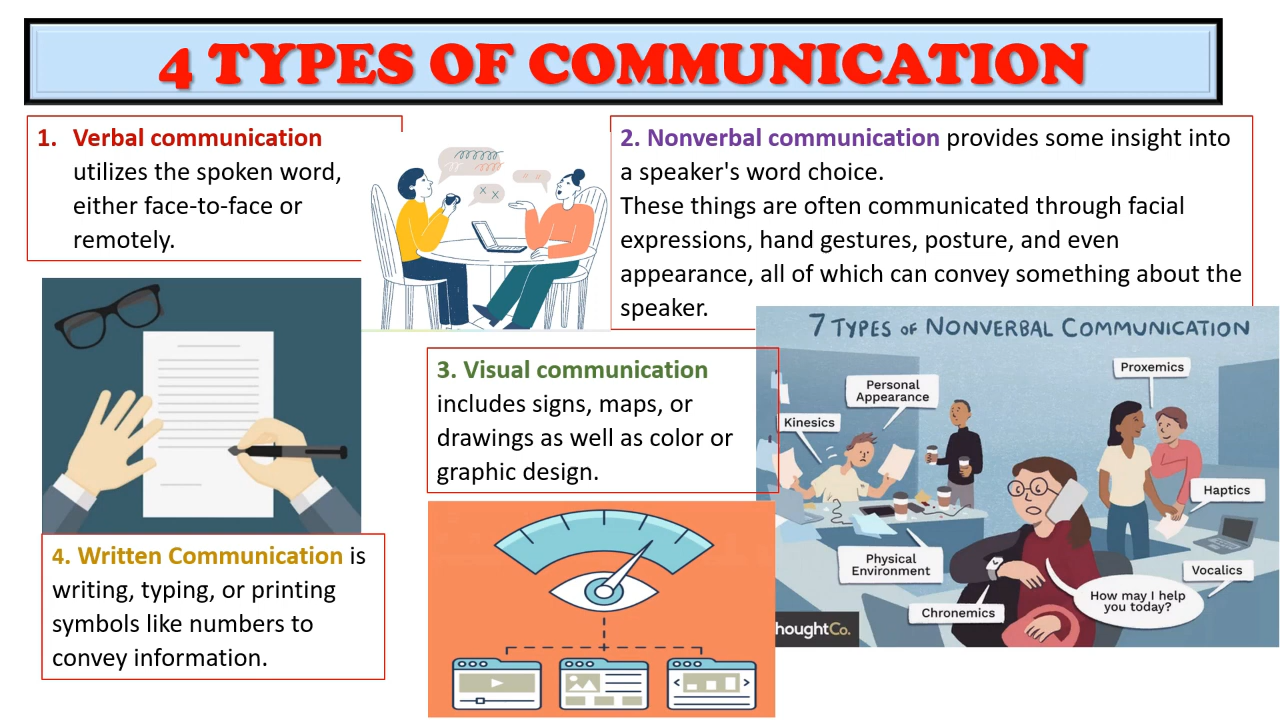 4 TYPES OF COMMUNICATION
1. Verbal communication
utilizes the spoken word,
either face-to-face or
remotely.
2. Nonverbal communication provides some insight into
a speaker's word choice.
These things are often communicated through facial
expressions, hand gestures, posture, and even
appearance, all of which can convey something about the
speaker.
3. Visual communication
includes signs, maps, or
drawings as well as color or
graphic design.
4. Written Communication is
writing, typing, or printing
symbols like numbers to
convey information.
7 TYPES OF NONVERBAL COMMUNICATION
Proxemics
Personal
Appearance
Kinesics
Haptics
Physical
Environment
Vocalics
Chronemics
How may I help
you today?
houghtCo.